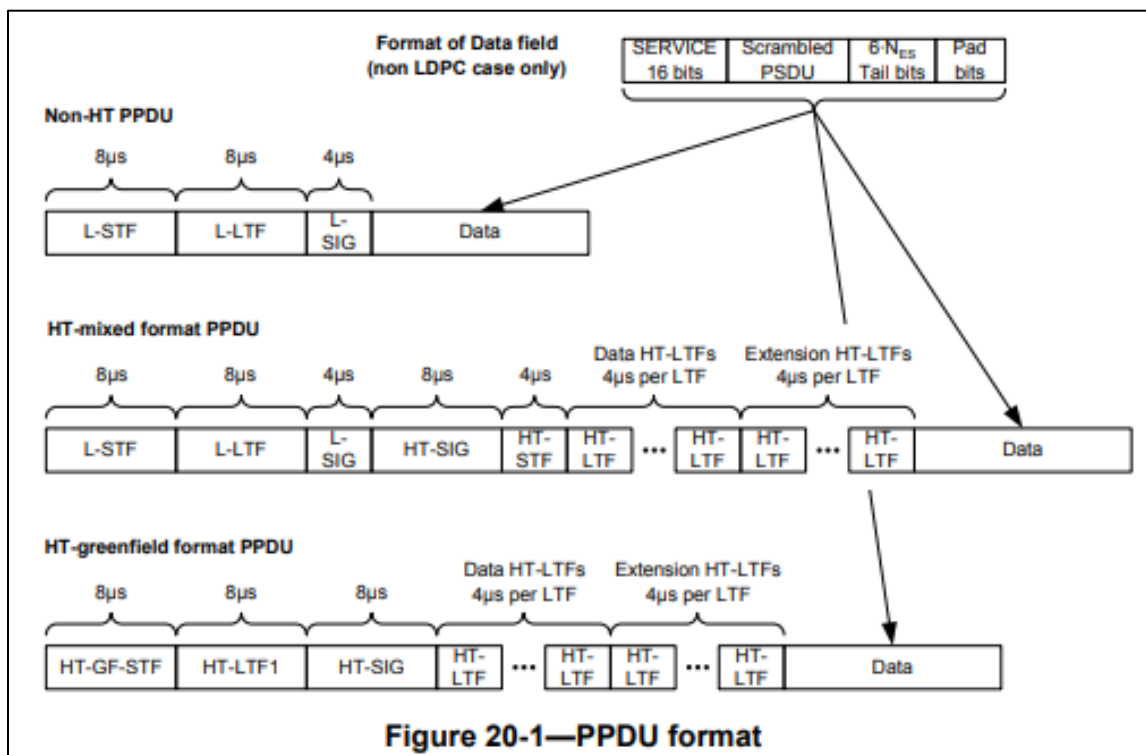 Format of Data field
(non LDPC case only)
SERVICE
16 bits
Scrambled
PSDU
6·N_ES
Tail bits
Pad
bits
Non-HT PPDU
8µs
8µs
4µs
L-STF
L-LTF
L-
SIG
Data
HT-mixed format PPDU
Data HT-LTFs
4µs per LTF
Extension HT-LTFs
4µs per LTF
8µs
8µs
4µs
8µs
4µs
L-STF
L-LTF
L-
SIG
HT-SIG
HT-
STF
HT-
LTF
•••
HT-
LTF
HT-
LTF
•••
HT-
LTF
Data
HT-greenfield format PPDU
Data HT-LTFs
4µs per LTF
Extension HT-LTFs
4µs per LTF
8µs
8µs
8µs
HT-GF-STF
HT-LTF1
HT-SIG
HT-
LTF
•••
HT-
LTF
HT-
LTF
•••
HT-
LTF
Data
Figure 20-1—PPDU format